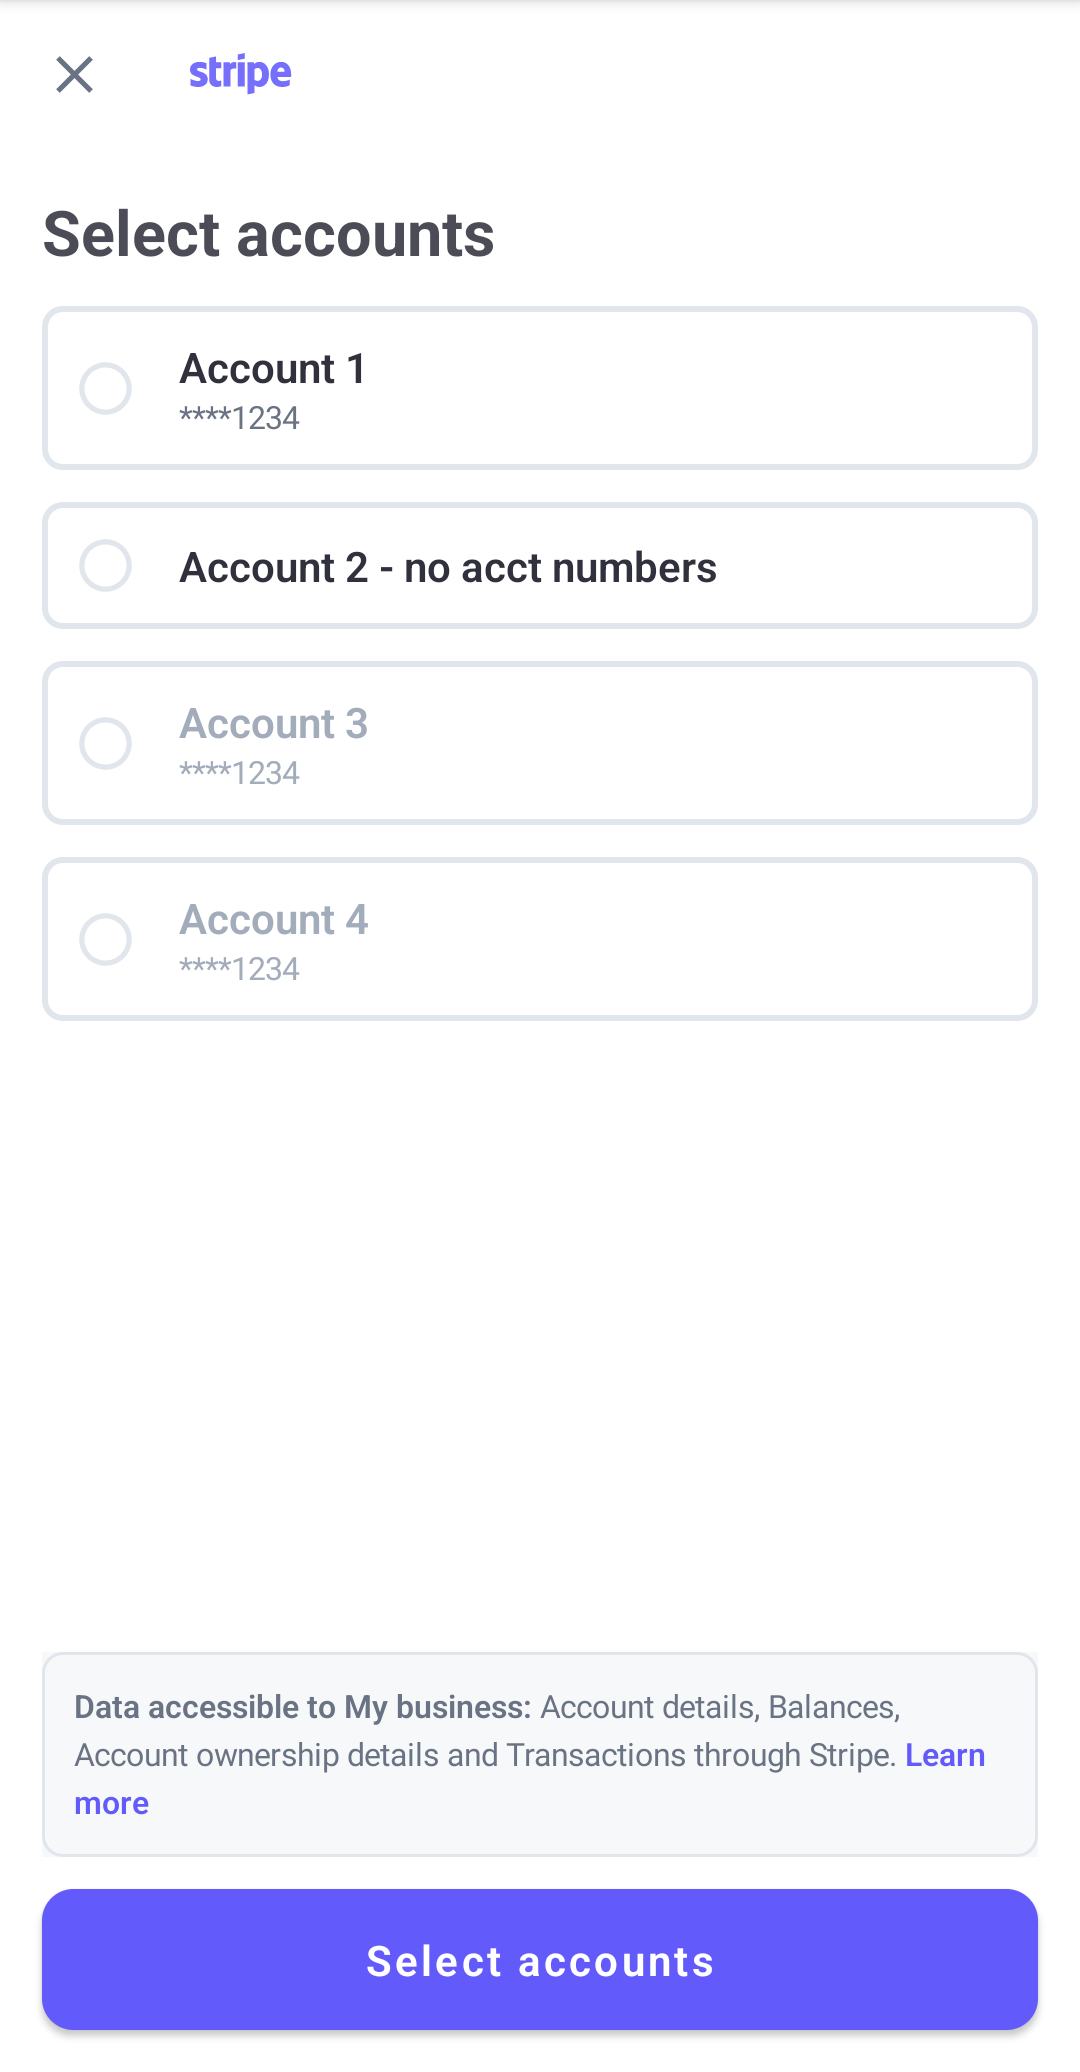 stripe
Select accounts
Account 1
****1234
Account 2 - no acct numbers
Account 3
****1234
Account 4
****1234
Data accessible to My business: Account details, Balances,
Account ownership details and Transactions through Stripe. Learn
more
Select accounts